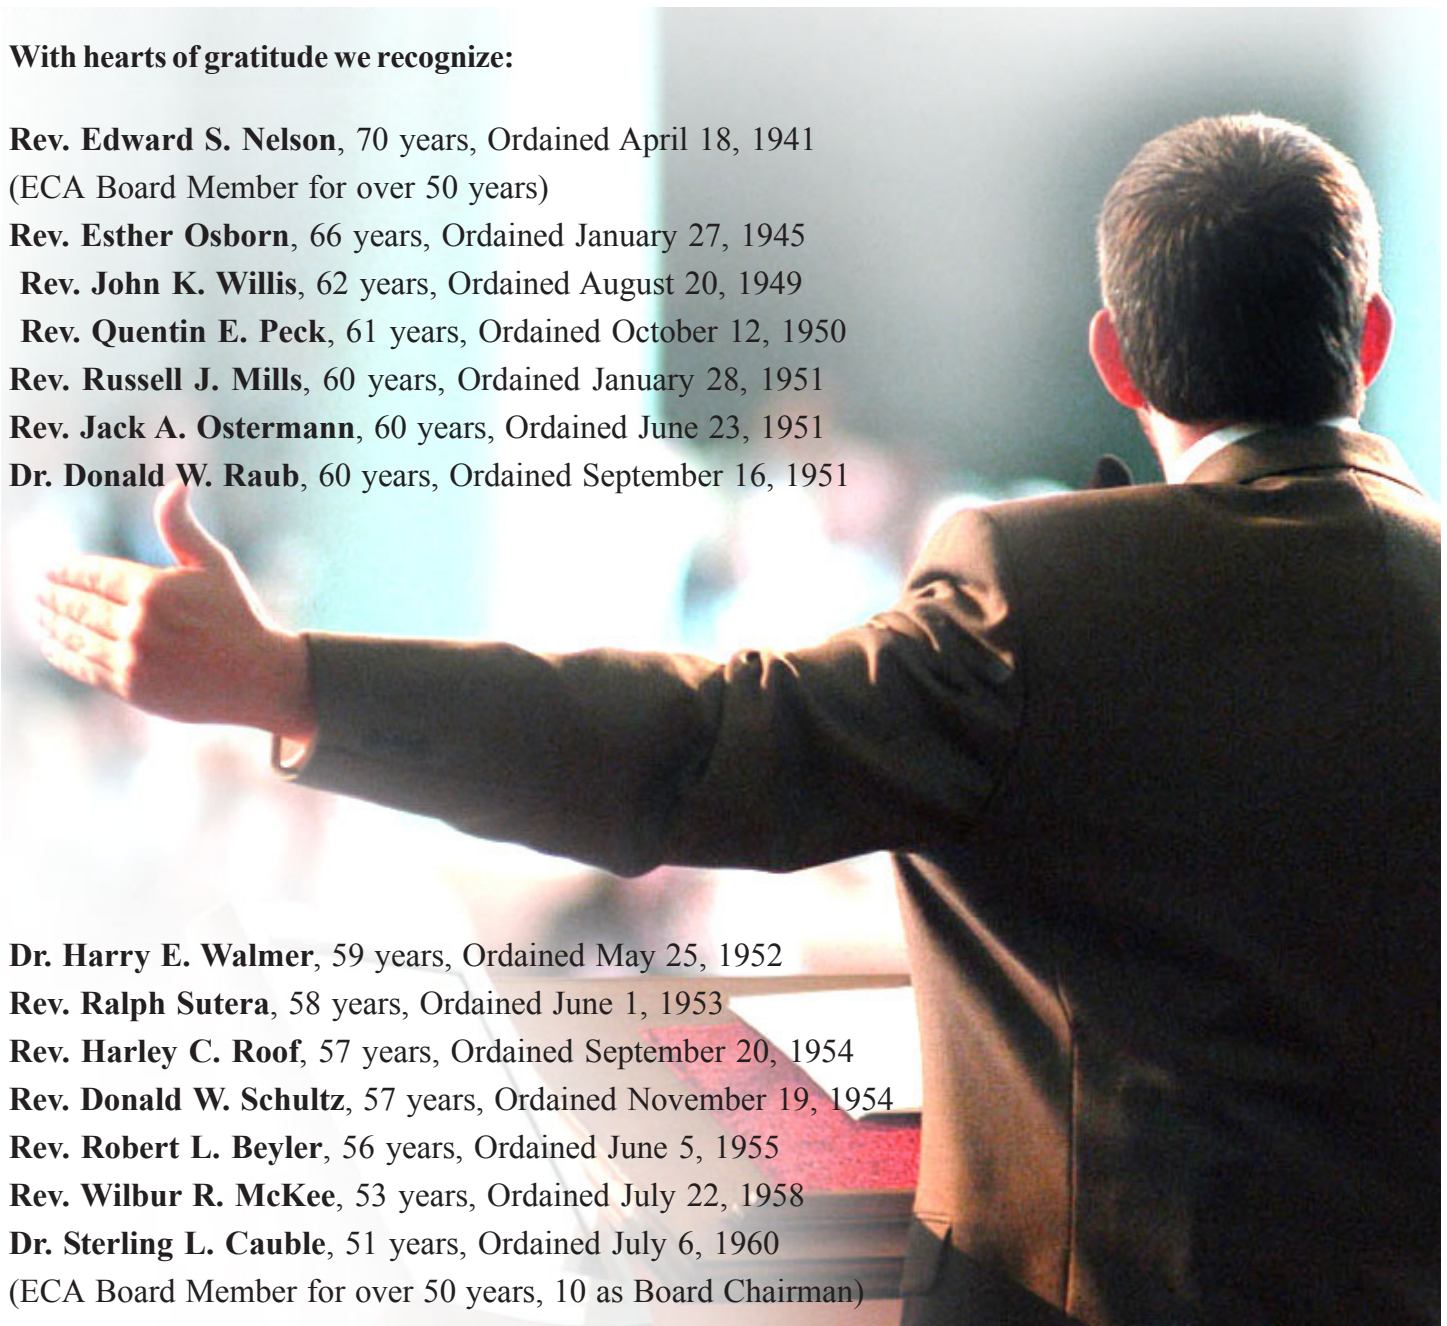 With hearts of gratitude we recognize:
Rev. Edward S. Nelson, 70 years, Ordained April 18, 1941
(ECA Board Member for over 50 years)
Rev. Esther Osborn, 66 years, Ordained January 27, 1945
Rev. John K. Willis, 62 years, Ordained August 20, 1949
Rev. Quentin E. Peck, 61 years, Ordained October 12, 1950
Rev. Russell J. Mills, 60 years, Ordained January 28, 1951
Rev. Jack A. Ostermann, 60 years, Ordained June 23, 1951
Dr. Donald W. Raub, 60 years, Ordained September 16, 1951
Dr. Harry E. Walmer, 59 years, Ordained May 25, 1952
Rev. Ralph Sutera, 58 years, Ordained June 1, 1953
Rev. Harley C. Roof, 57 years, Ordained September 20, 1954
Rev. Donald W. Schultz, 57 years, Ordained November 19, 1954
Rev. Robert L. Beyler, 56 years, Ordained June 5, 1955
Rev. Wilbur R. McKee, 53 years, Ordained July 22, 1958
Dr. Sterling L. Cauble, 51 years, Ordained July 6, 1960
(ECA Board Member for over 50 years, 10 as Board Chairman)